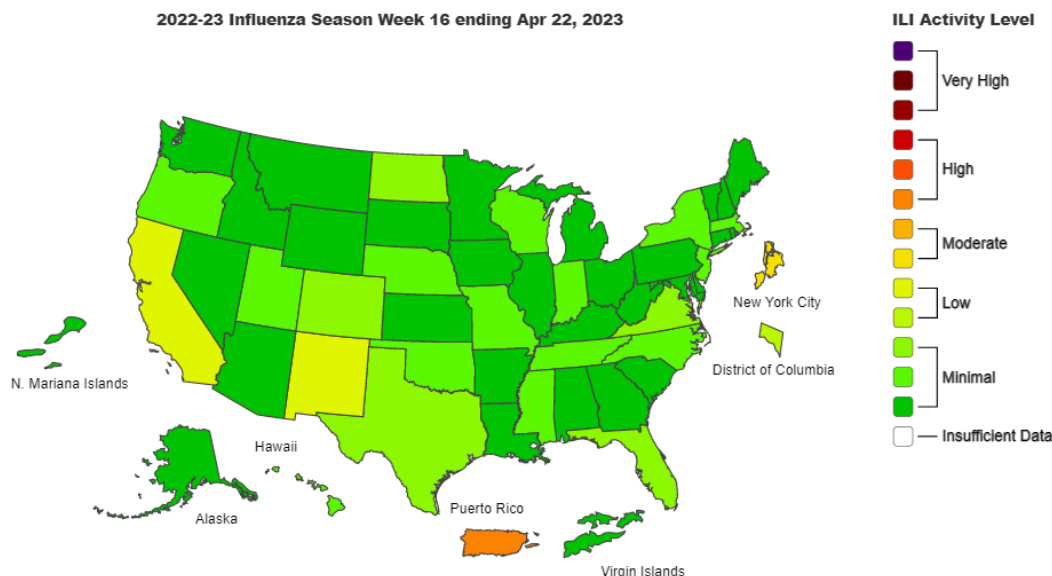 2022-23 Influenza Season Week 16 ending Apr 22, 2023
ILI Activity Level
Very High
High
Moderate
Low
Minimal
Insufficient Data
New York City
District of Columbia
N. Mariana Islands
Hawaii
Alaska
Puerto Rico
Virgin Islands